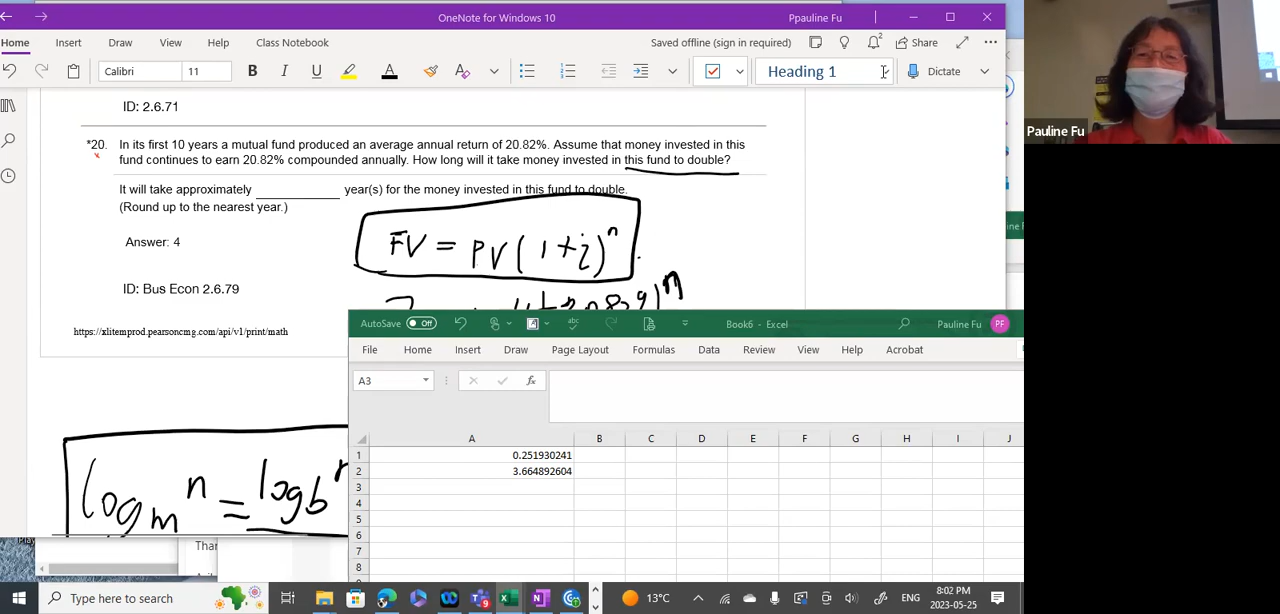 OneNote for Windows 10
Ppauline Fu
Home Insert Draw View Help Class Notebook
Saved offline (sign in required)
2
Share
Calibri 11 B I U A A
Heading 1
Dictate
Pauline Fu
ID: 2.6.71
*20. In its first 10 years a mutual fund produced an average annual return of 20.82%. Assume that money invested in this
fund continues to earn 20.82% compounded annually. How long will it take money invested in this fund to double?
x
It will take approximately __________ year(s) for the money invested in this fund to double.
(Round up to the nearest year.)
Answer: 4
FV = PV(1+i)^n
ID: Bus Econ 2.6.79
https://xlitemprod.pearsoncmg.com/api/v1/print/math
AutoSave Off
Book6 - Excel
Pauline Fu PF
File Home Insert Draw Page Layout Formulas Data Review View Help Acrobat
A3 fx
A B C D E F G H I J
1 0.251930241
2 3.664892604
3
4
5
6
7
8
log_m n = log b
Than
Type here to search
13°C
ENG
8:02 PM
2023-05-25